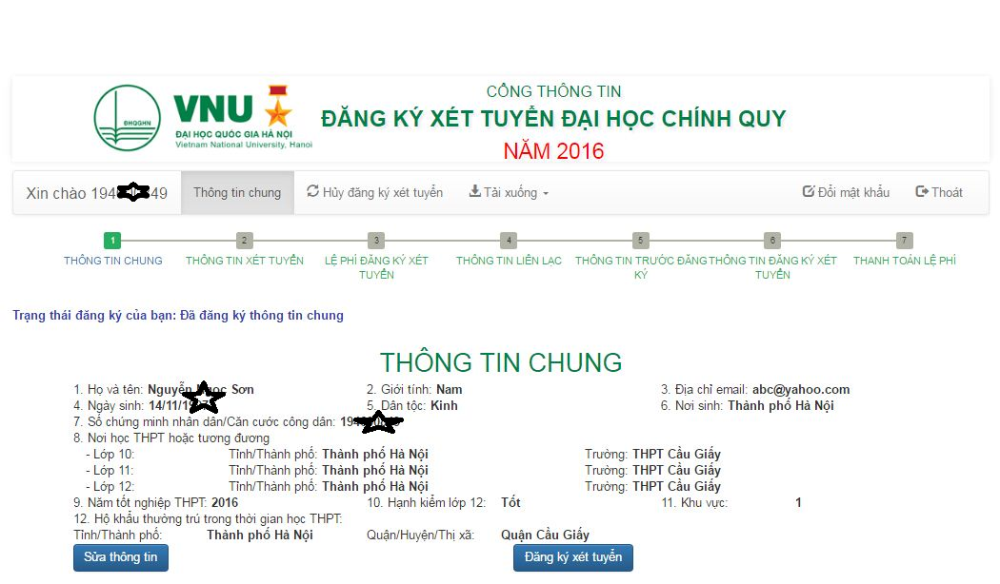 CỔNG THÔNG TIN
ĐĂNG KÝ XÉT TUYỂN ĐẠI HỌC CHÍNH QUY
NĂM 2016
ĐHQGHN
VNU
ĐẠI HỌC QUỐC GIA HÀ NỘI
Vietnam National University, Hanoi
Xin chào 194 49 Thông tin chung Hủy đăng ký xét tuyển Tải xuống Đổi mật khẩu Thoát
1 2 3 4 5 6 7
THÔNG TIN CHUNG THÔNG TIN XÉT TUYỂN LỆ PHÍ ĐĂNG KÝ XÉT TUYỂN THÔNG TIN LIÊN LẠC THÔNG TIN TRƯỚC ĐĂNG KÝ THÔNG TIN ĐĂNG KÝ XÉT TUYỂN THANH TOÁN LỆ PHÍ
Trạng thái đăng ký của bạn: Đã đăng ký thông tin chung
THÔNG TIN CHUNG
1. Họ và tên: Nguyễn Ngọc Sơn 2. Giới tính: Nam 3. Địa chỉ email: abc@yahoo.com
4. Ngày sinh: 14/11/19 5. Dân tộc: Kinh 6. Nơi sinh: Thành phố Hà Nội
7. Số chứng minh nhân dân/Căn cước công dân: 194
8. Nơi học THPT hoặc tương đương
- Lớp 10: Tỉnh/Thành phố: Thành phố Hà Nội Trường: THPT Cầu Giấy
- Lớp 11: Tỉnh/Thành phố: Thành phố Hà Nội Trường: THPT Cầu Giấy
- Lớp 12: Tỉnh/Thành phố: Thành phố Hà Nội Trường: THPT Cầu Giấy
9. Năm tốt nghiệp THPT: 2016 10. Hạnh kiểm lớp 12: Tốt 11. Khu vực: 1
12. Hộ khẩu thường trú trong thời gian học THPT:
Tỉnh/Thành phố: Thành phố Hà Nội Quận/Huyện/Thị xã: Quận Cầu Giấy
Sửa thông tin Đăng ký xét tuyển